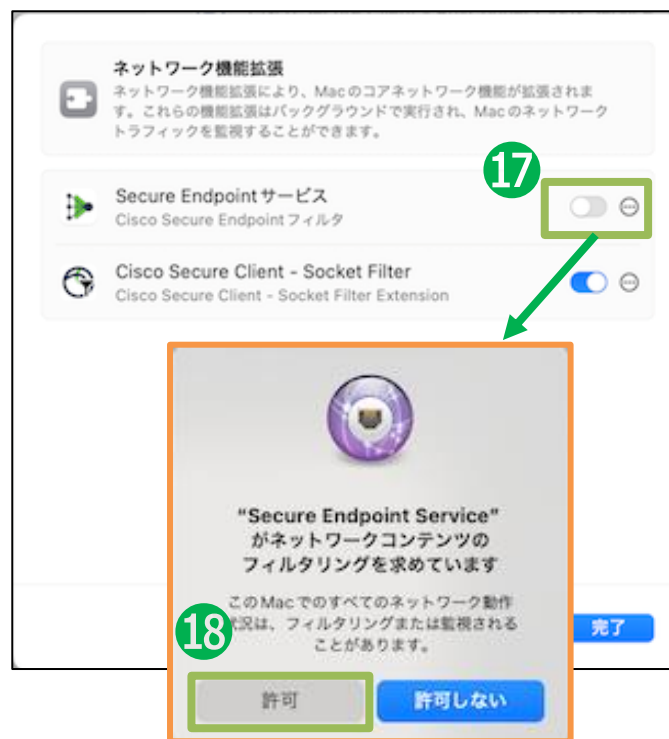 ネットワーク機能拡張
ネットワーク機能拡張により、Macのコアネットワーク機能が拡張されま
す。これらの機能拡張はバックグラウンドで実行され、Macのネットワーク
トラフィックを監視することができます。
17
Secure Endpoint サービス
Cisco Secure Endpoint フィルタ
Cisco Secure Client - Socket Filter
Cisco Secure Client - Socket Filter Extension
"Secure Endpoint Service"
がネットワークコンテンツの
フィルタリングを求めています
このMacでのすべてのネットワーク動作
況は、フィルタリングまたは監視される
ことがあります。
18
許可
許可しない
完了